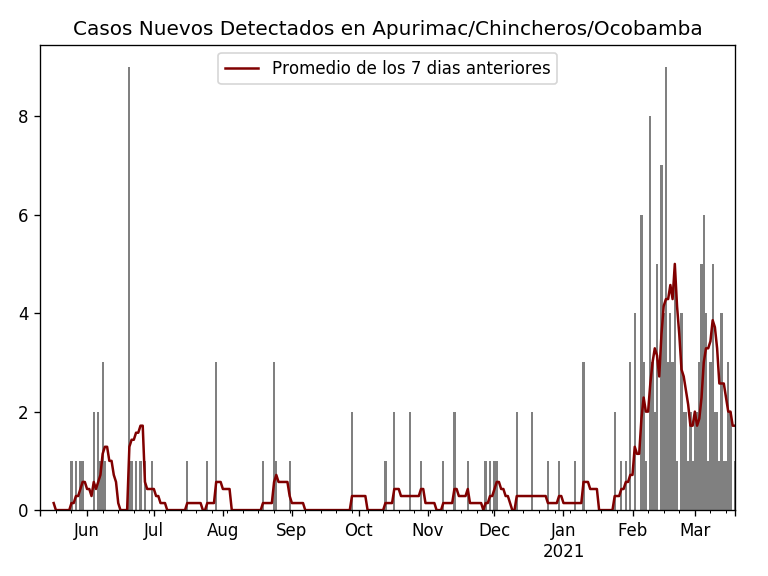 Casos Nuevos Detectados en Apurimac/Chincheros/Ocobamba
Promedio de los 7 dias anteriores
8
6
4
2
0
Jun Jul Aug Sep Oct Nov Dec Jan Feb Mar
2021